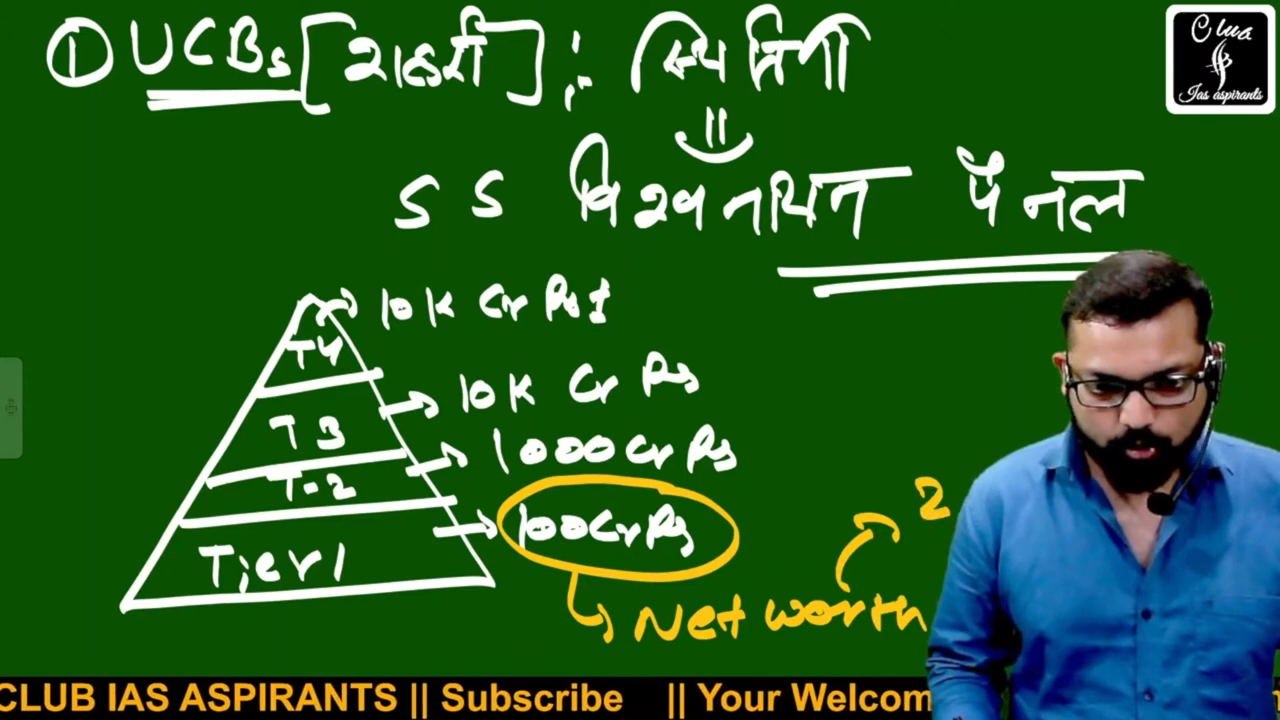 ① UCBs [शहरी] : समिती
Club
Ias aspirants
SS विश्वनाथन पैनल
10K Cr Rs↑
T4
10K Cr Rs
T3
1000 Cr Rs
T-2
100 Cr Rs
Tier 1
2
Net worth
CLUB IAS ASPIRANTS || Subscribe || Your Welcom